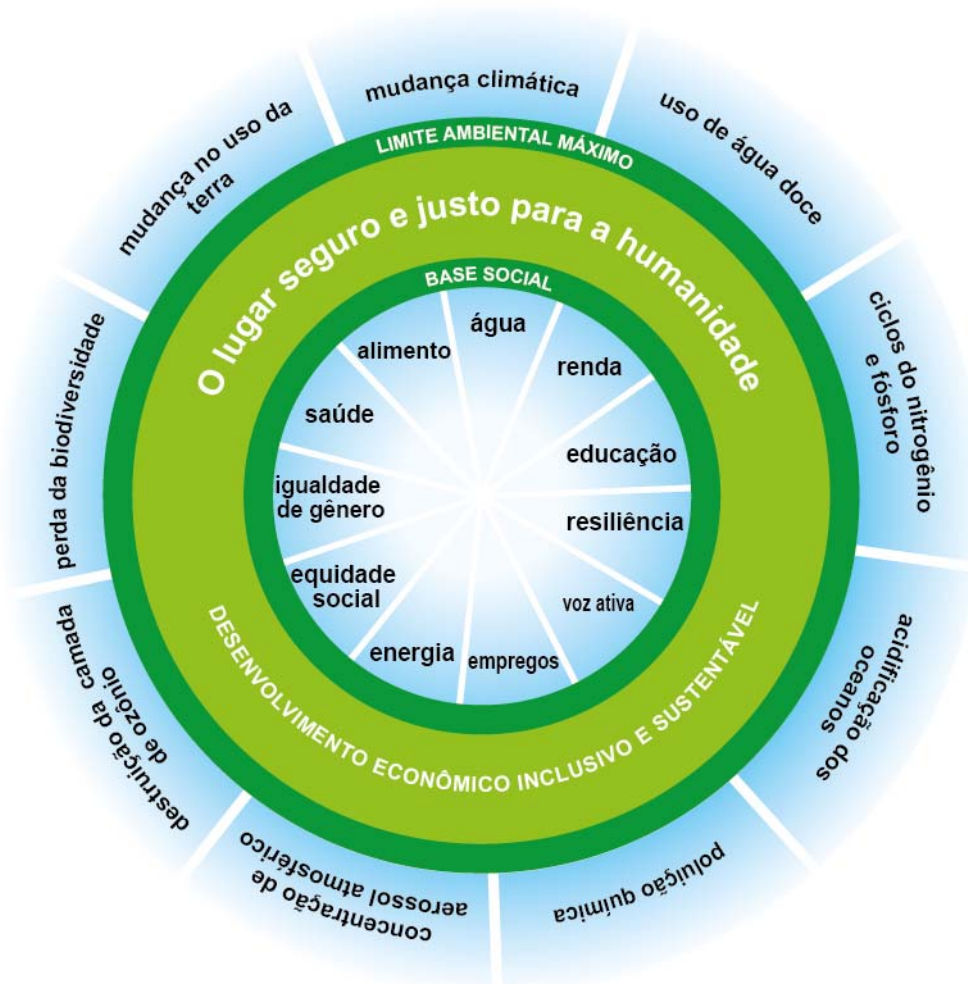 mudança climática
uso de água doce
ciclos do nitrogênio
e fósforo
acidificação dos
oceanos
poluição química
concentração de
aerossol atmosférico
destruição da camada
de ozônio
perda da biodiversidade
mudança no uso da
terra
LIMITE AMBIENTAL MÁXIMO
O lugar seguro e justo para a humanidade
BASE SOCIAL
água
renda
educação
resiliência
voz ativa
empregos
energia
equidade
social
igualdade
de gênero
saúde
alimento
DESENVOLVIMENTO ECONÔMICO INCLUSIVO E SUSTENTÁVEL